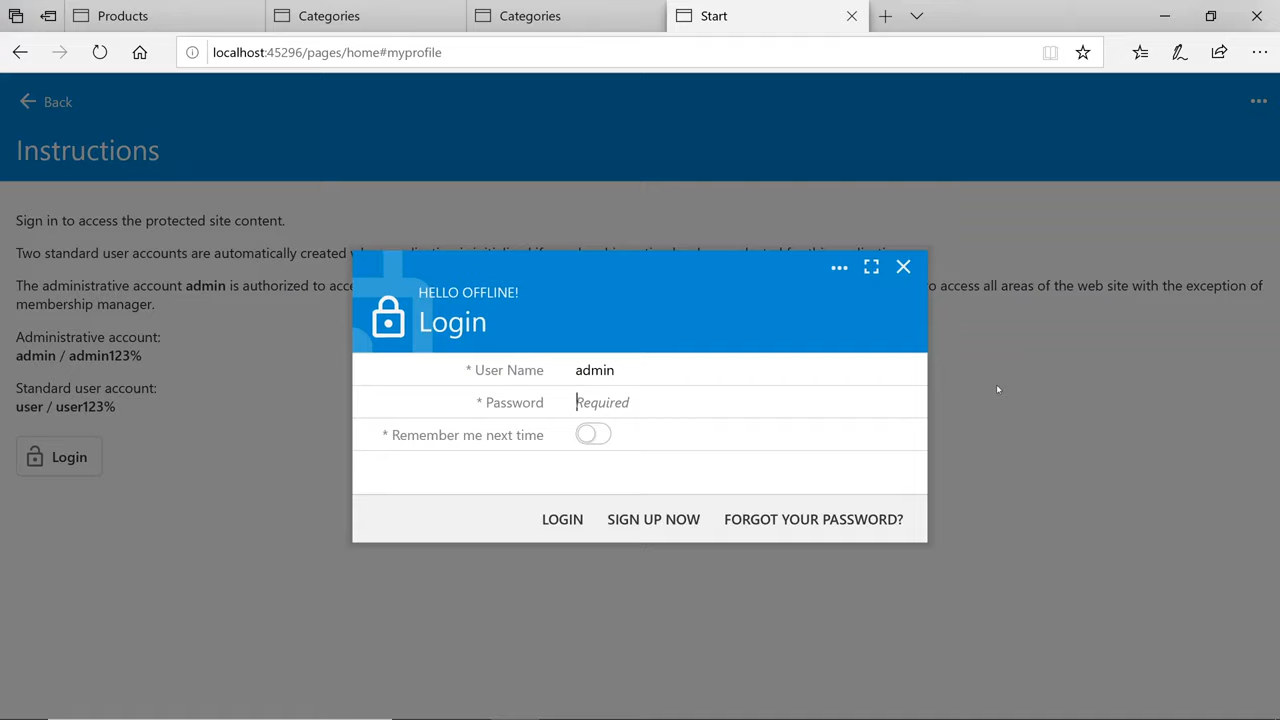 Products
Categories
Categories
Start
localhost:45296/pages/home#myprofile
Back
Instructions
Sign in to access the protected site content.
Two standard user accounts are automatically created
The administrative account admin is authorized to
to access all areas of the web site with the exception of
membership manager.
Administrative account:
admin / admin123%
Standard user account:
user / user123%
Login
HELLO OFFLINE!
Login
* User Name admin
* Password Required
* Remember me next time
LOGIN SIGN UP NOW FORGOT YOUR PASSWORD?